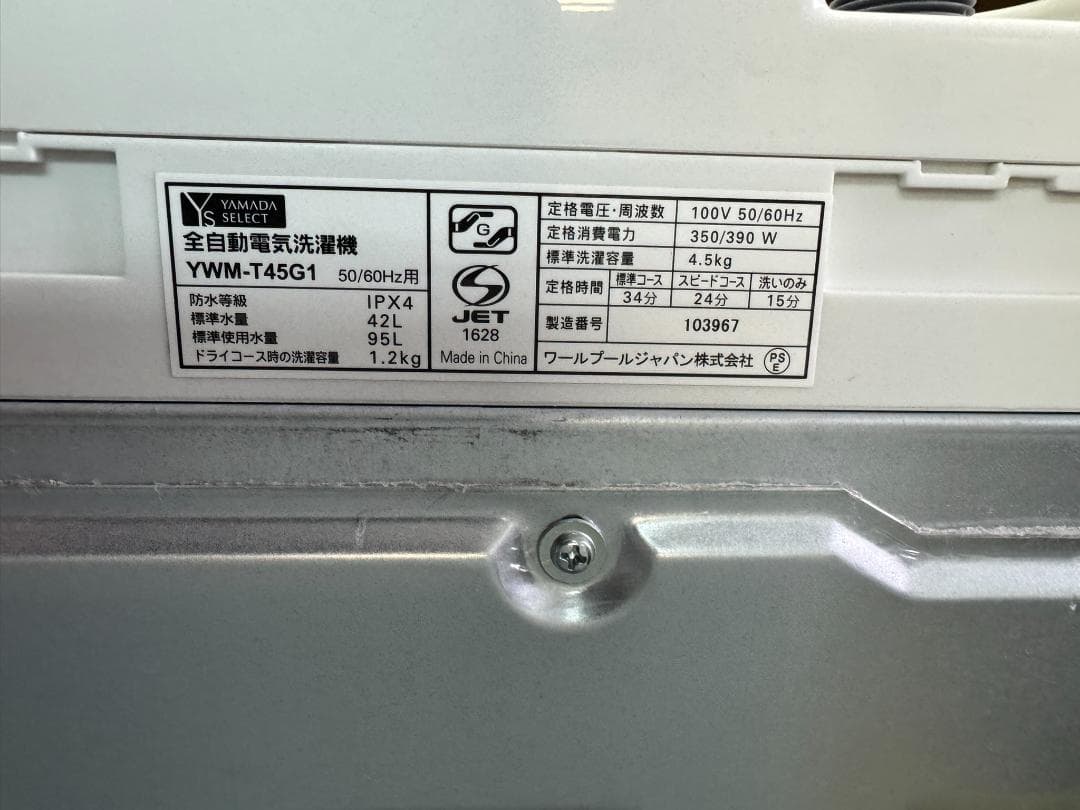 YS YAMADA SELECT
全自動電気洗濯機
YWM-T45G1 50/60Hz用
防水等級 IPX4
標準水量 42L
標準使用水量 95L
ドライコース時の洗濯容量 1.2kg
G
JET
1628
Made in China
定格電圧・周波数 100V 50/60Hz
定格消費電力 350/390 W
標準洗濯容量 4.5kg
定格時間 標準コース スピードコース 洗いのみ
34分 24分 15分
製造番号 103967
ワールプールジャパン株式会社 PS E